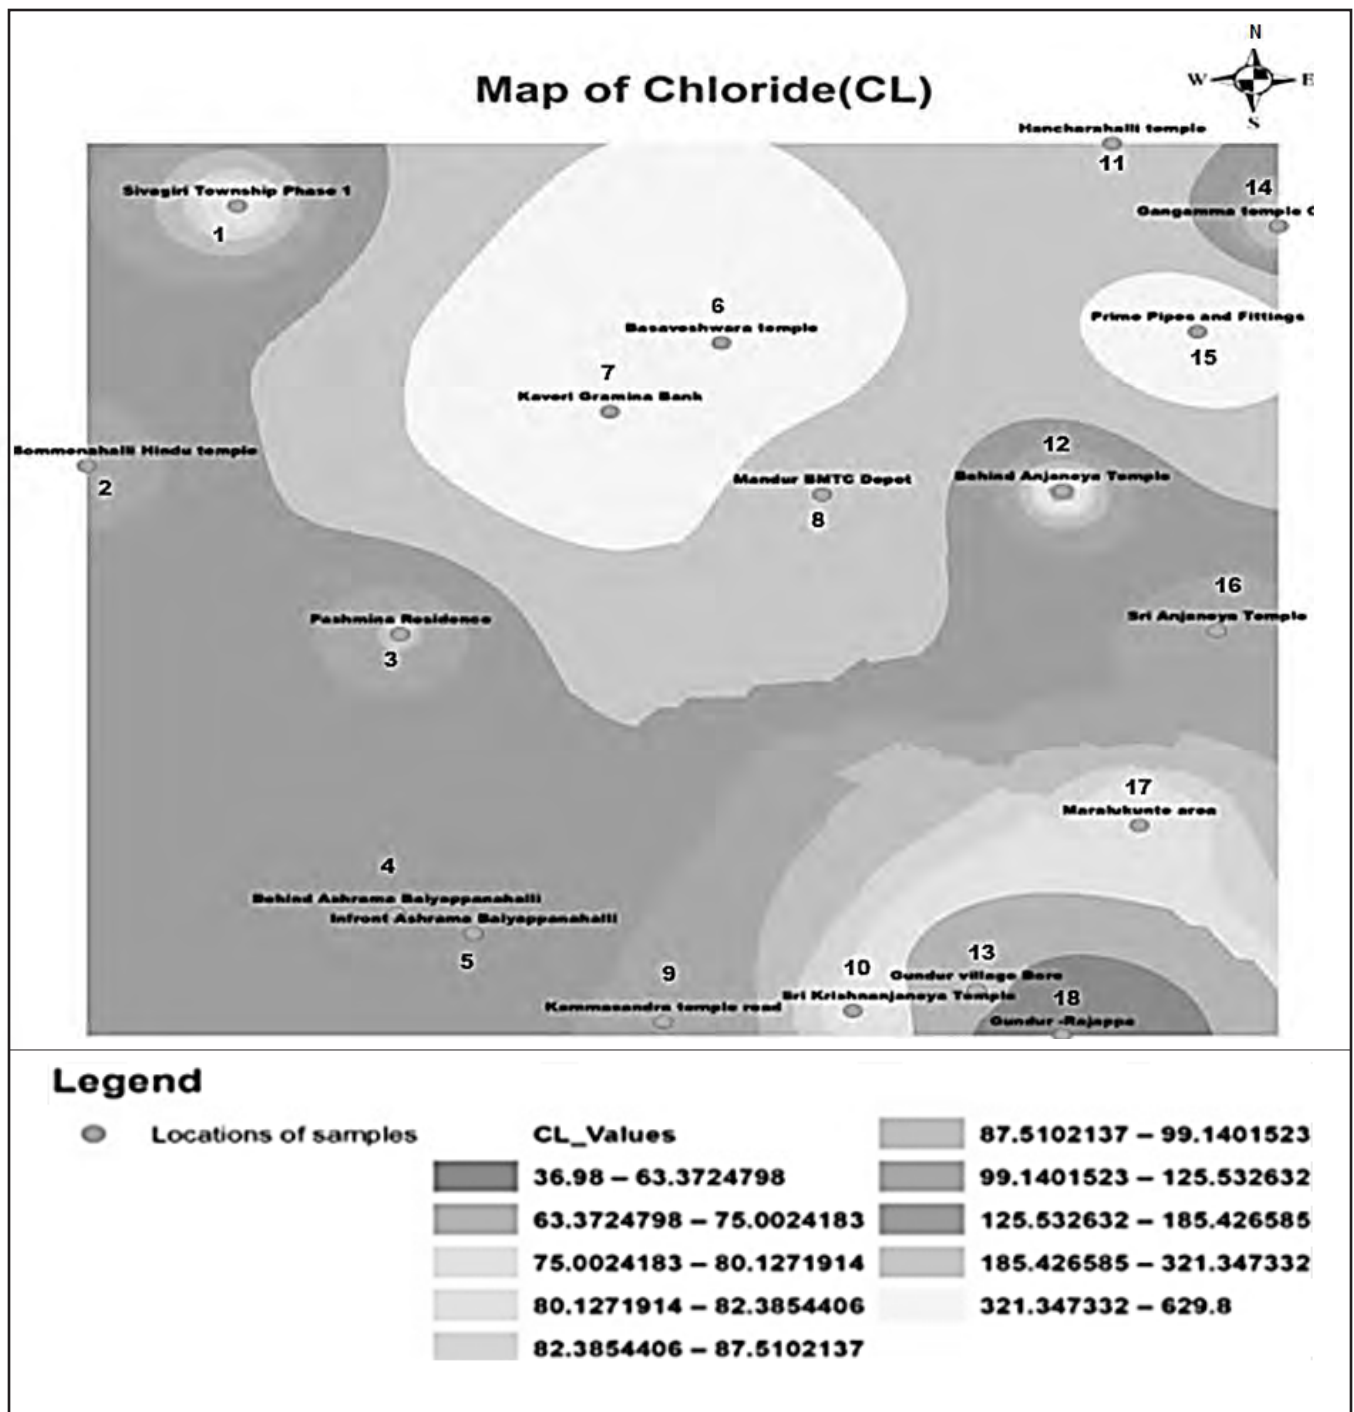 N
Map of Chloride(CL)
W E
S
Hancharahalli temple
11
14
Sivagiri Township Phase 1
Gangamma temple C
1
6
Prime Pipes and Fittings
Basaveshwara temple
15
7
Kaveri Gramina Bank
12
Bommenahalli Hindu temple
Mandur BMTC Depot
Behind Anjaneya Temple
2
8
16
Pashmina Residence
Sri Anjaneya Temple
3
17
Maralukunte area
4
Behind Ashrama Baiyappanahalli
Infront Ashrama Baiyappanahalli
5
9
10
13
Gundur village Bore
Sri Krishnanjaneya Temple
18
Kammasandra temple road
Gundur -Rajappa
Legend
Locations of samples
CL_Values
36.98 – 63.3724798
63.3724798 – 75.0024183
75.0024183 – 80.1271914
80.1271914 – 82.3854406
82.3854406 – 87.5102137
87.5102137 – 99.1401523
99.1401523 – 125.532632
125.532632 – 185.426585
185.426585 – 321.347332
321.347332 – 629.8